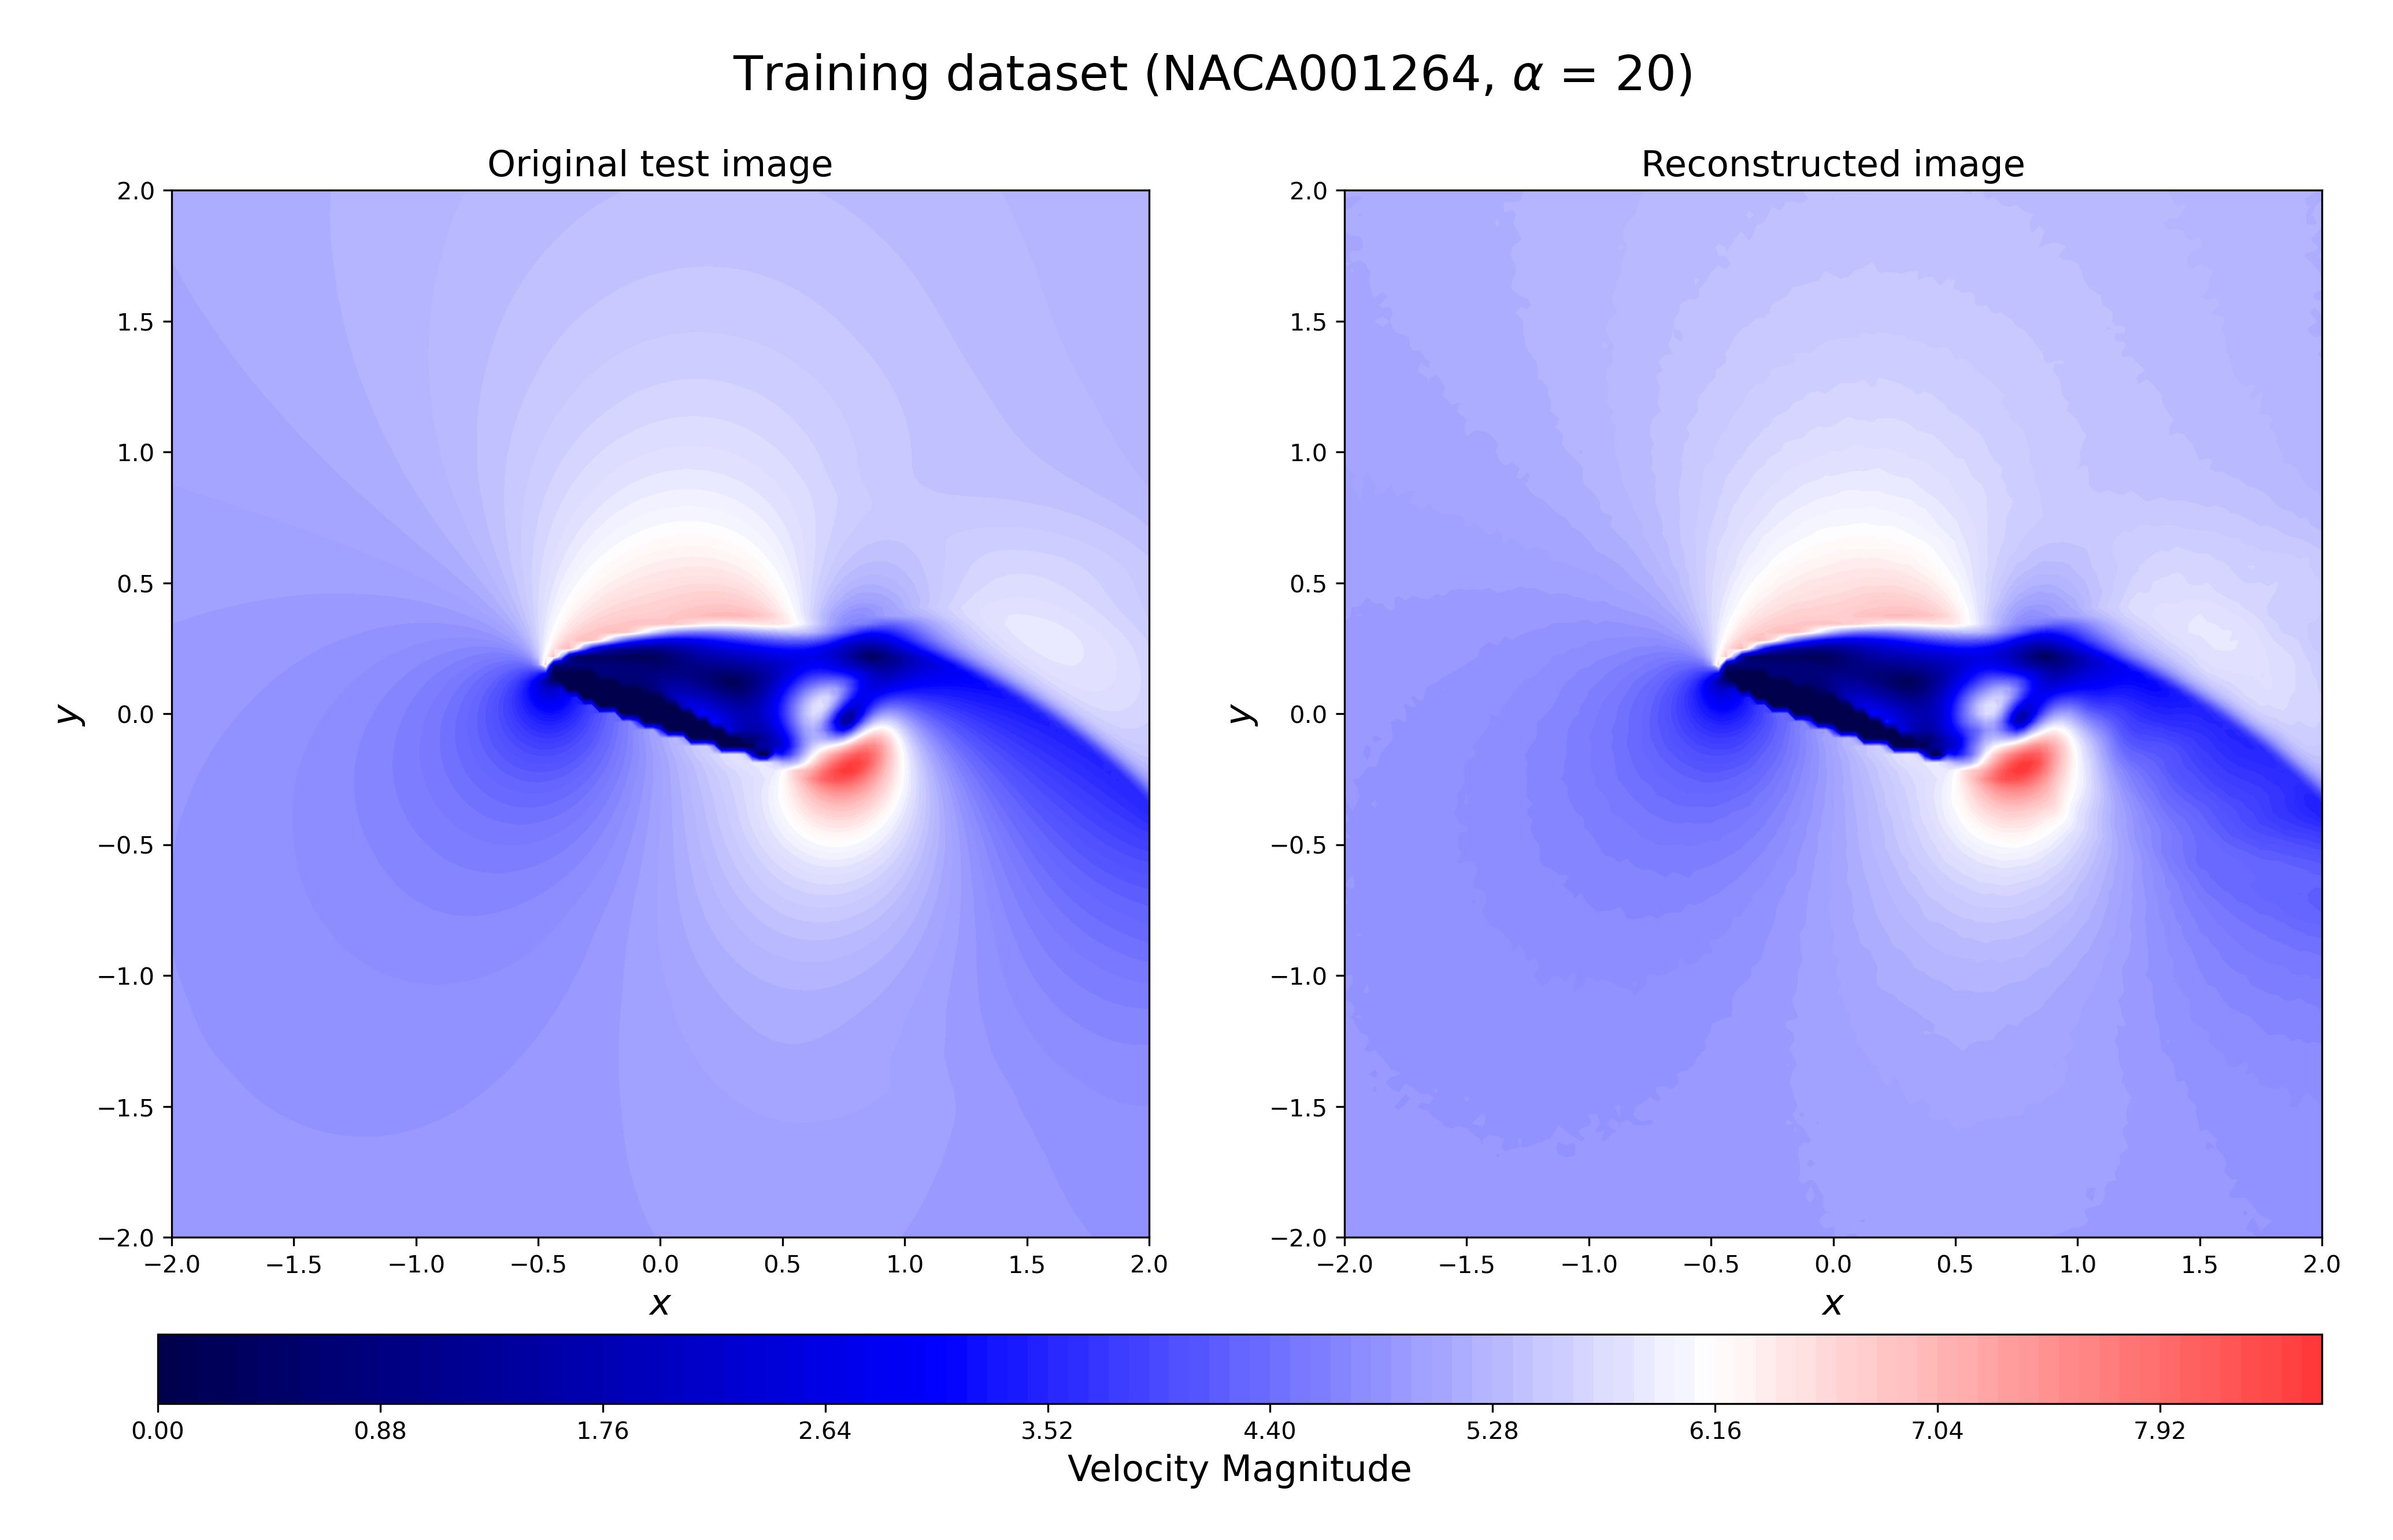 Training dataset (NACA001264, α = 20)
Original test image
2.0
1.5
1.0
0.5
0.0
−0.5
−1.0
−1.5
−2.0
y
−2.0 −1.5 −1.0 −0.5 0.0 0.5 1.0 1.5 2.0
x
Reconstructed image
2.0
1.5
1.0
0.5
0.0
−0.5
−1.0
−1.5
−2.0
y
−2.0 −1.5 −1.0 −0.5 0.0 0.5 1.0 1.5 2.0
x
0.00 0.88 1.76 2.64 3.52 4.40 5.28 6.16 7.04 7.92
Velocity Magnitude